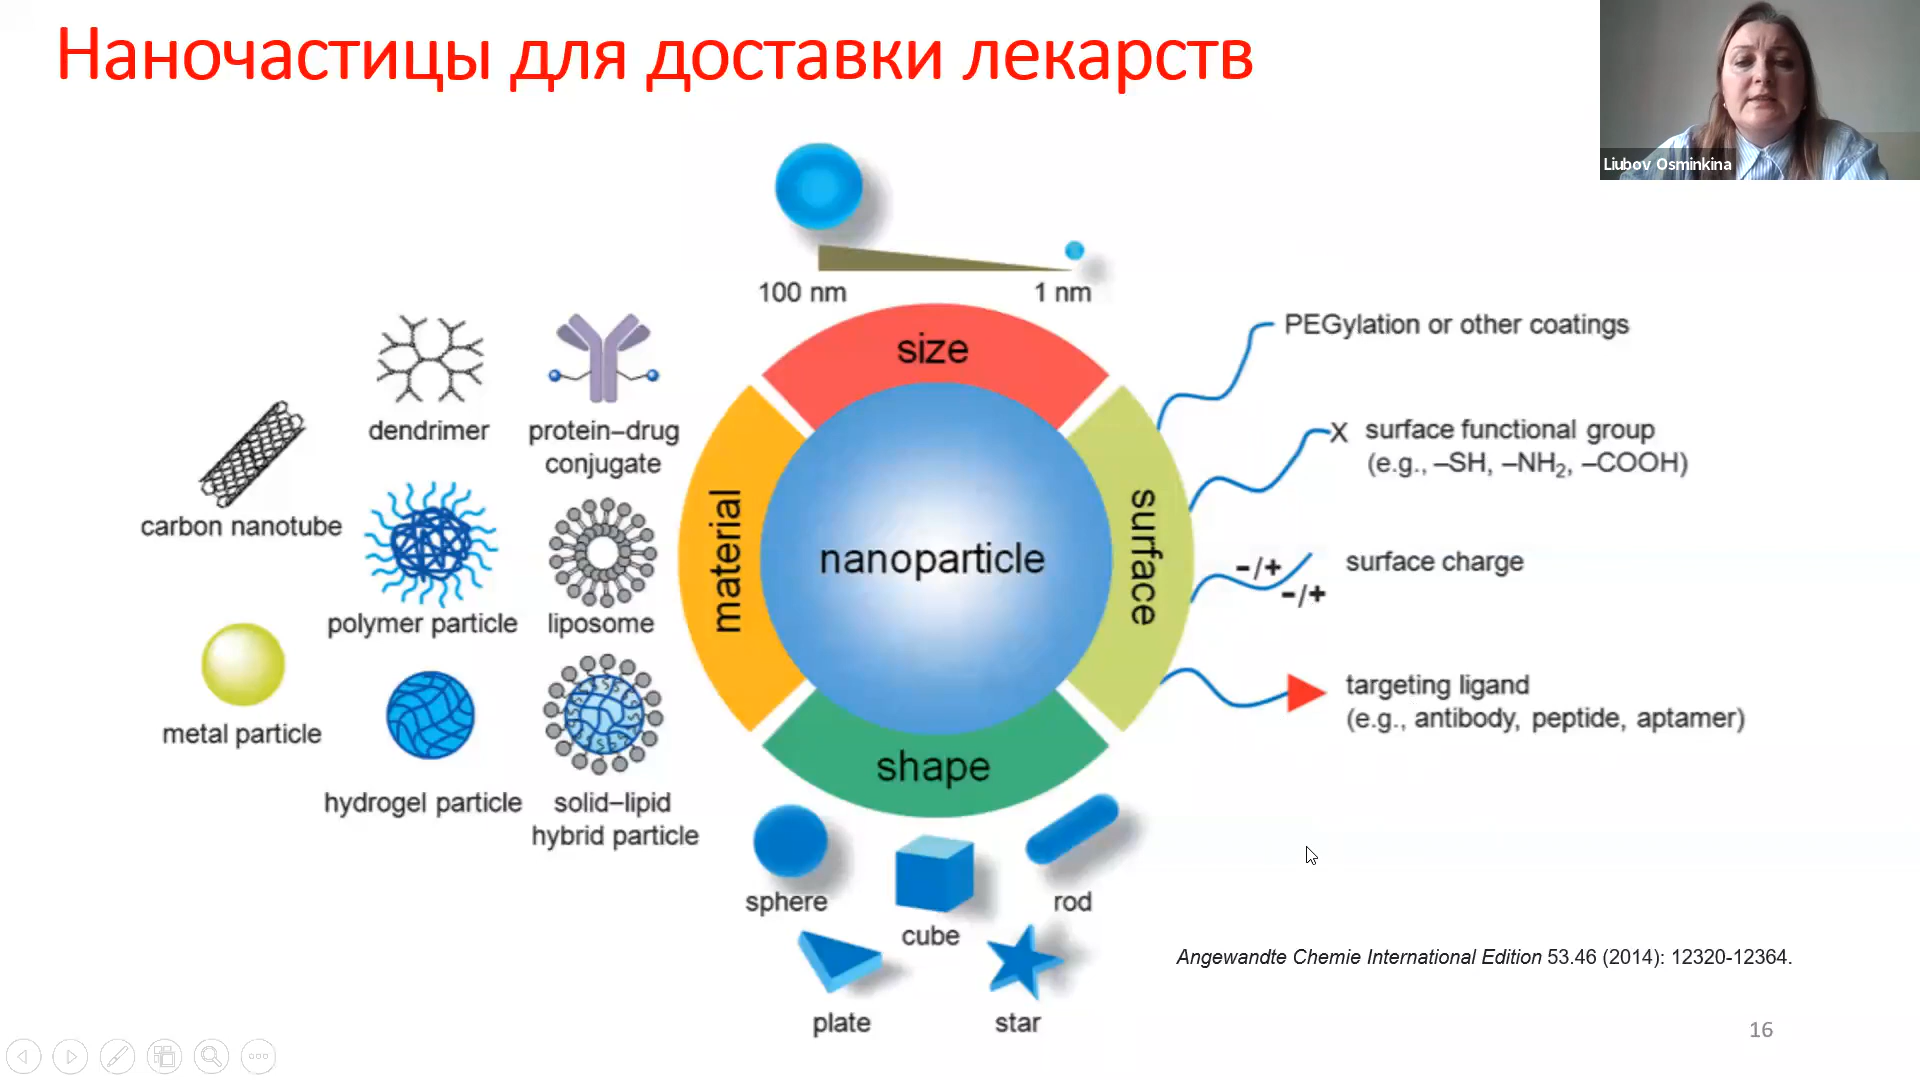 Наночастицы для доставки лекарств
Liubov Osminkina
100 nm
1 nm
size
material
nanoparticle
surface
shape
dendrimer
protein–drug
conjugate
carbon nanotube
polymer particle
liposome
metal particle
hydrogel particle
solid–lipid
hybrid particle
PEGylation or other coatings
X surface functional group
(e.g., –SH, –NH₂, –COOH)
-/+
-/+
surface charge
targeting ligand
(e.g., antibody, peptide, aptamer)
sphere
cube
rod
plate
star
Angewandte Chemie International Edition 53.46 (2014): 12320-12364.
16